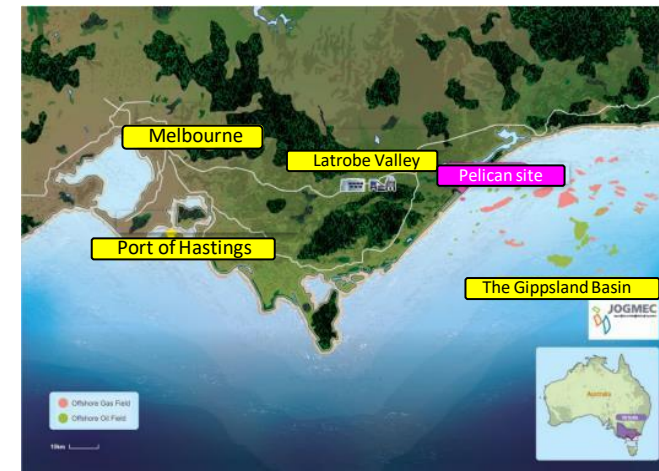 Melbourne
Latrobe Valley
Pelican site
Port of Hastings
The Gippsland Basin
JOGMEC
Offshore Gas Field
Offshore Oil Field
10km
Australia